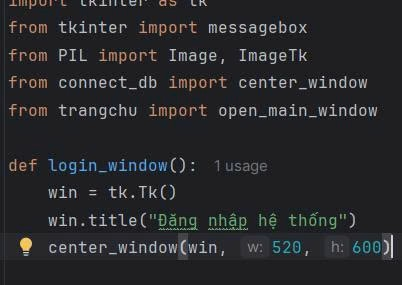 import tkinter as tk
from tkinter import messagebox
from PIL import Image, ImageTk
from connect_db import center_window
from trangchu import open_main_window
def login_window(): 1 usage
win = tk.Tk()
win.title("Đăng nhập hệ thống")
center_window(win, w: 520, h: 600)